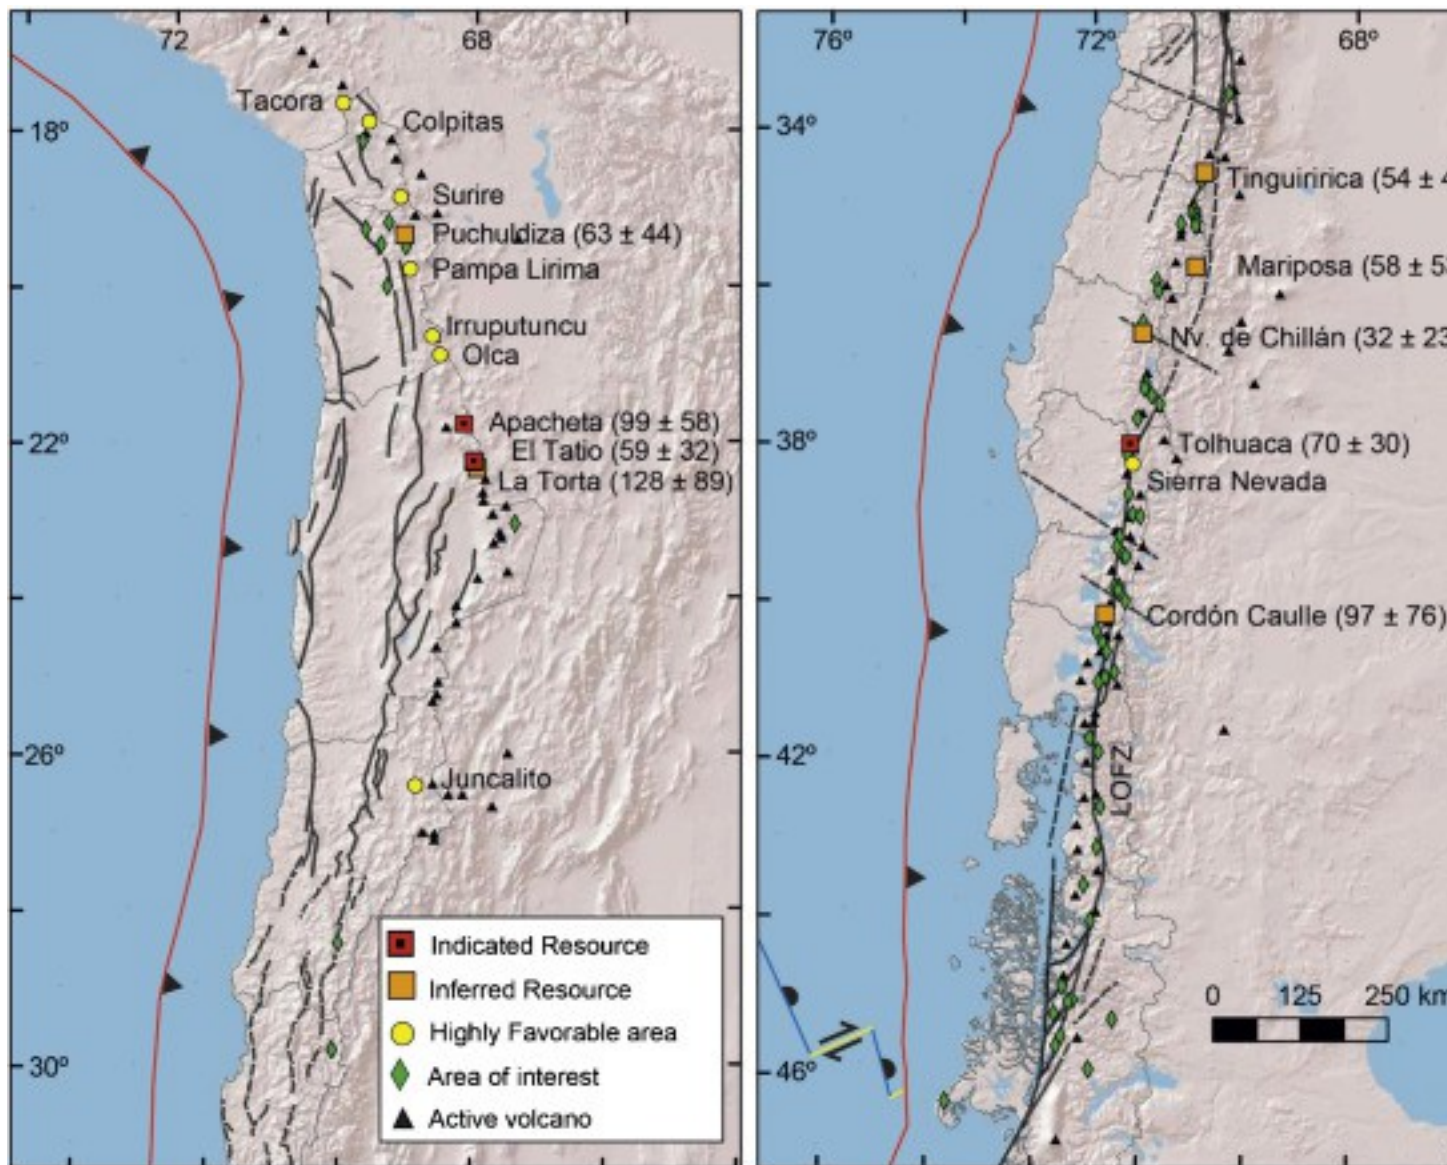 72
68
Tacora
Colpitas
18º
Surire
Puchuldiza (63 ± 44)
Pampa Lirima
Irruputuncu
Olca
Apacheta (99 ± 58)
22º
El Tatio (59 ± 32)
La Torta (128 ± 89)
26º
Juncalito
30º
Indicated Resource
Inferred Resource
Highly Favorable area
Area of interest
Active volcano
76º
72º
68º
34º
Tinguiririca (54 ± 4
Mariposa (58 ± 5
Nv. de Chillán (32 ± 23
38º
Tolhuaca (70 ± 30)
Sierra Nevada
Cordón Caulle (97 ± 76)
42º
LOFZ
0 125 250 km
46º